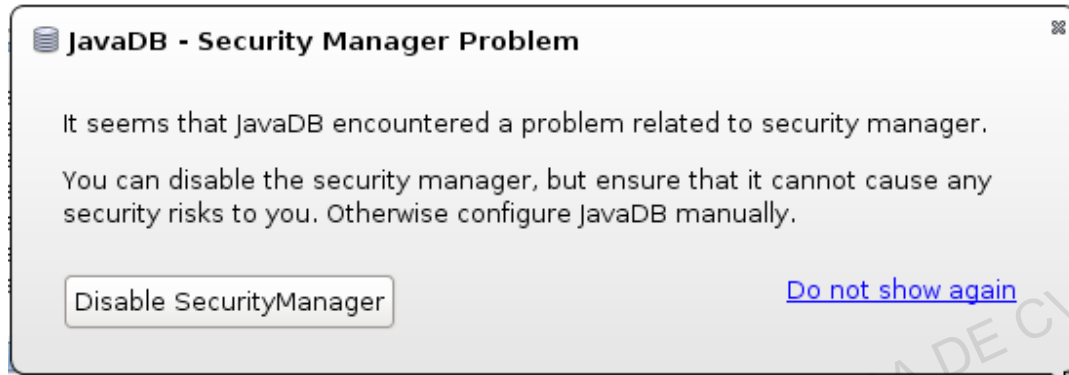 JavaDB - Security Manager Problem
It seems that JavaDB encountered a problem related to security manager.
You can disable the security manager, but ensure that it cannot cause any
security risks to you. Otherwise configure JavaDB manually.
Disable SecurityManager
Do not show again
A DE CV